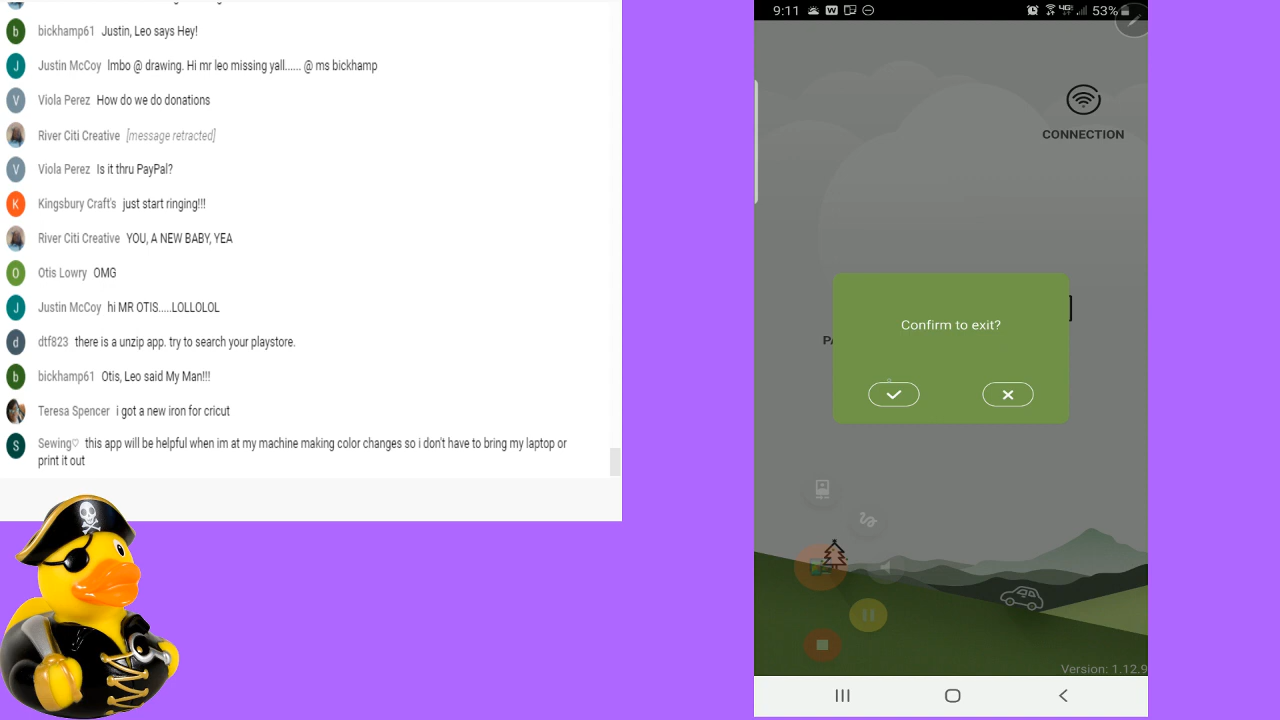 bickhamp61 Justin, Leo says Hey!
Justin McCoy lmbo @ drawing. Hi mr leo missing yall...... @ ms bickhamp
Viola Perez How do we do donations
River Citi Creative [message retracted]
Viola Perez Is it thru PayPal?
Kingsbury Craft's just start ringing!!!
River Citi Creative YOU, A NEW BABY, YEA
Otis Lowry OMG
Justin McCoy hi MR OTIS.....LOLLOLOL
dtf823 there is a unzip app. try to search your playstore.
bickhamp61 Otis, Leo said My Man!!!
Teresa Spencer i got a new iron for cricut
Sewing♡ this app will be helpful when im at my machine making color changes so i don't have to bring my laptop or
print it out
b
J
V
V
K
O
J
d
b
S
9:11 W 4G 53%
CONNECTION
Confirm to exit?
Version: 1.12.9